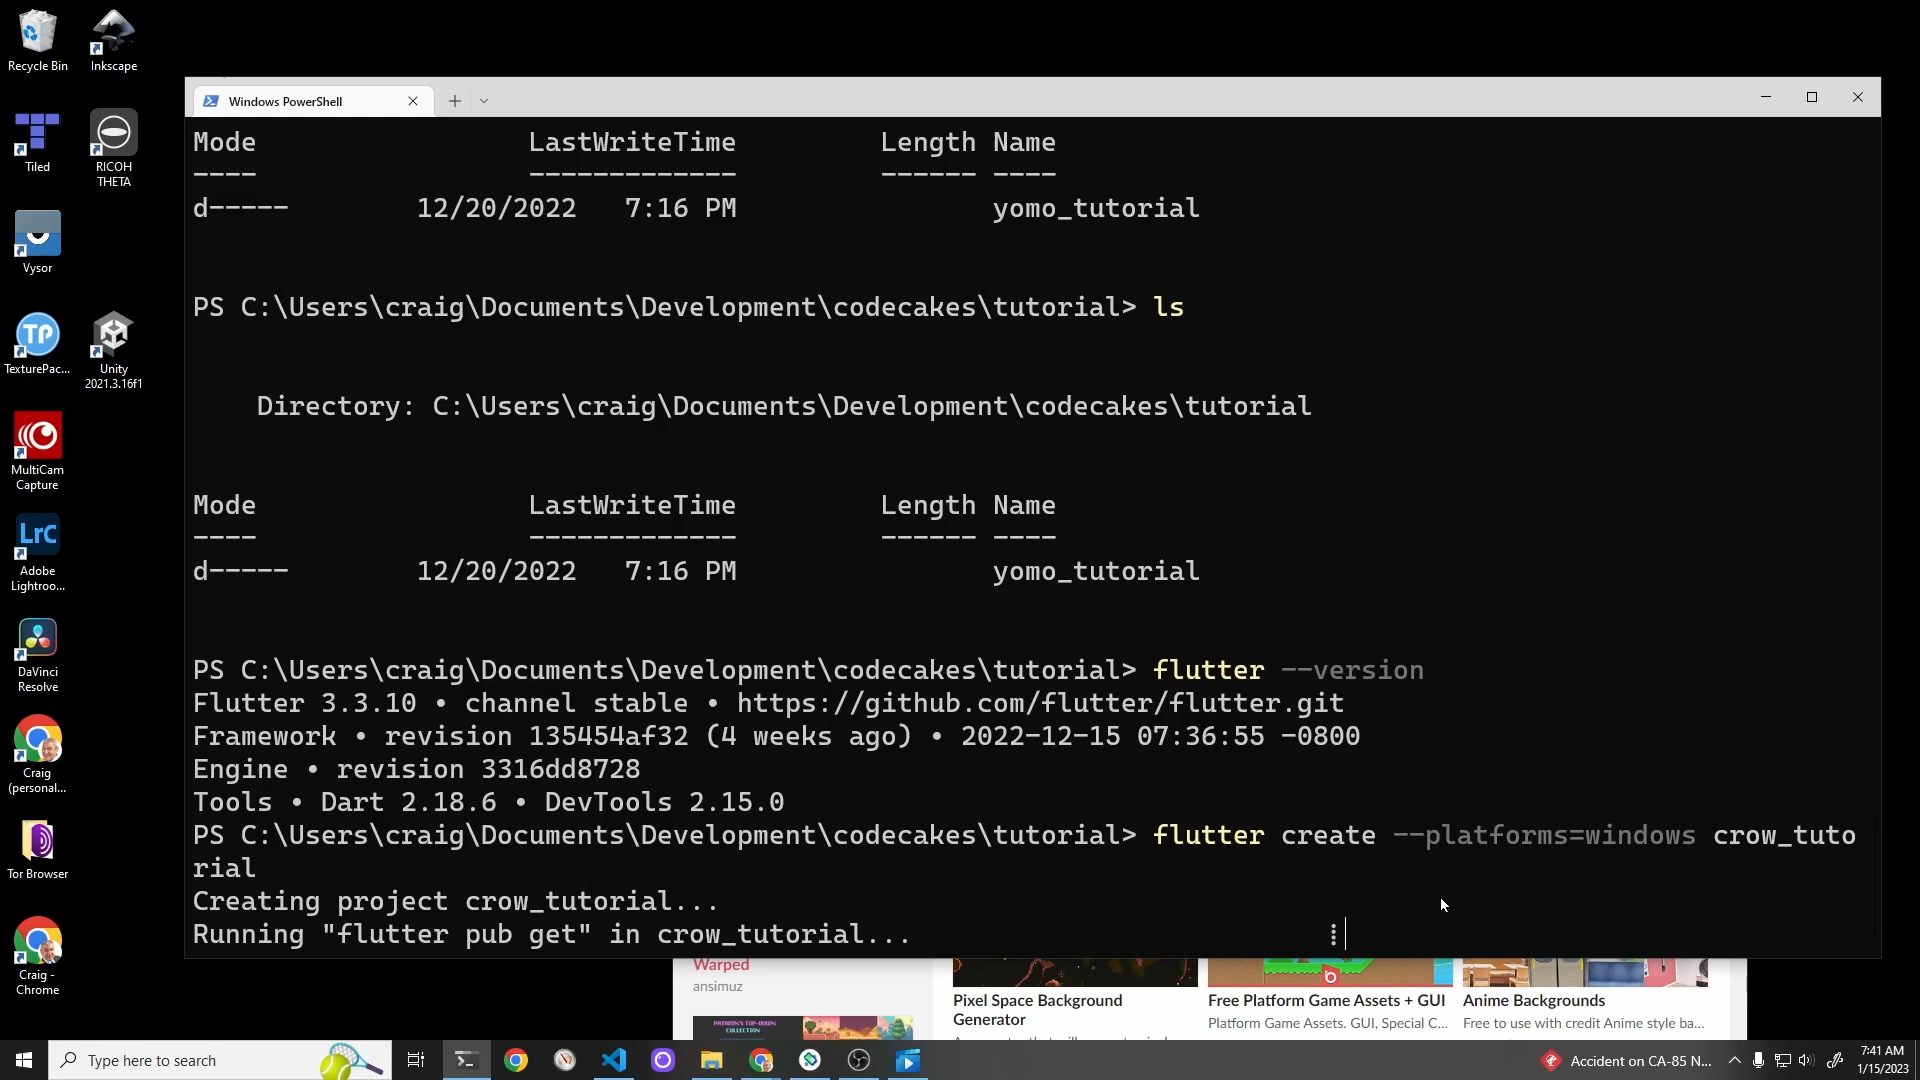 Recycle Bin
Inkscape
Tiled
RICOH
THETA
Vysor
TP
TexturePac...
Unity
2021.3.16f1
MultiCam
Capture
LrC
Adobe
Lightroo...
DaVinci
Resolve
Craig
(personal...
Tor Browser
Craig -
Chrome
Windows PowerShell
Mode                 LastWriteTime         Length Name
----                 -------------         ------ ----
d-----        12/20/2022   7:16 PM                yomo_tutorial
PS C:\Users\craig\Documents\Development\codecakes\tutorial> ls
Directory: C:\Users\craig\Documents\Development\codecakes\tutorial
Mode                 LastWriteTime         Length Name
----                 -------------         ------ ----
d-----        12/20/2022   7:16 PM                yomo_tutorial
PS C:\Users\craig\Documents\Development\codecakes\tutorial> flutter --version
Flutter 3.3.10 • channel stable • https://github.com/flutter/flutter.git
Framework • revision 135454af32 (4 weeks ago) • 2022-12-15 07:36:55 -0800
Engine • revision 3316dd8728
Tools • Dart 2.18.6 • DevTools 2.15.0
PS C:\Users\craig\Documents\Development\codecakes\tutorial> flutter create --platforms=windows crow_tuto
rial
Creating project crow_tutorial...
Running "flutter pub get" in crow_tutorial...
Warped
ansimuz
PATREON'S TOP-DOWN
COLLECTION
Pixel Space Background
Generator
Free Platform Game Assets + GUI
Platform Game Assets. GUI, Special C...
Anime Backgrounds
Free to use with credit Anime style ba...
Type here to search
Accident on CA-85 N...
7:41 AM
1/15/2023